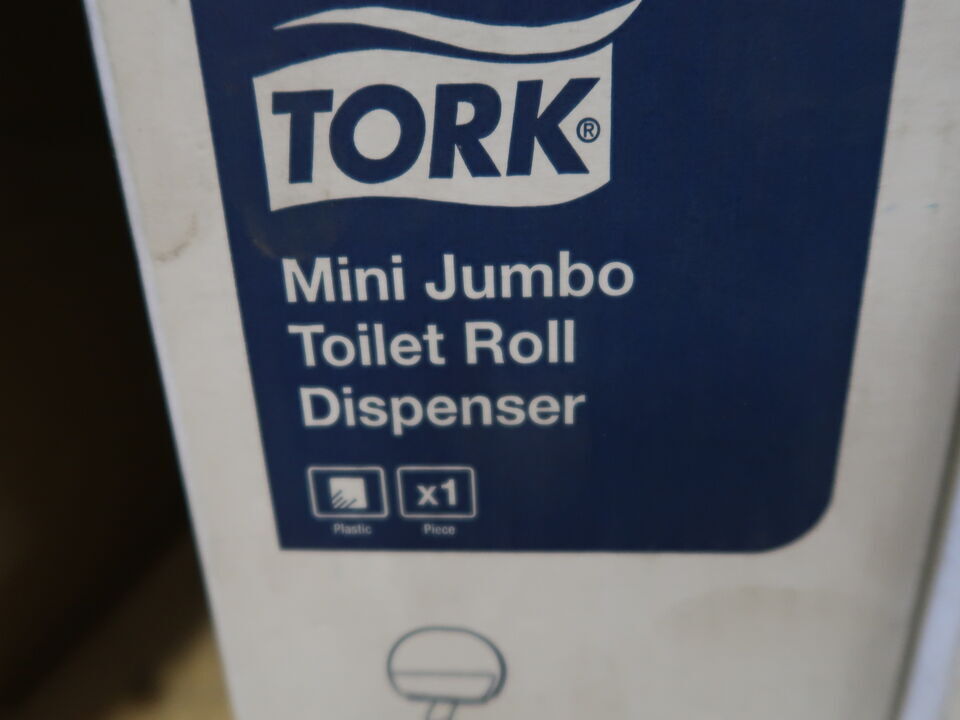 TORK®
Mini Jumbo
Toilet Roll
Dispenser
x1
Plastic Piece